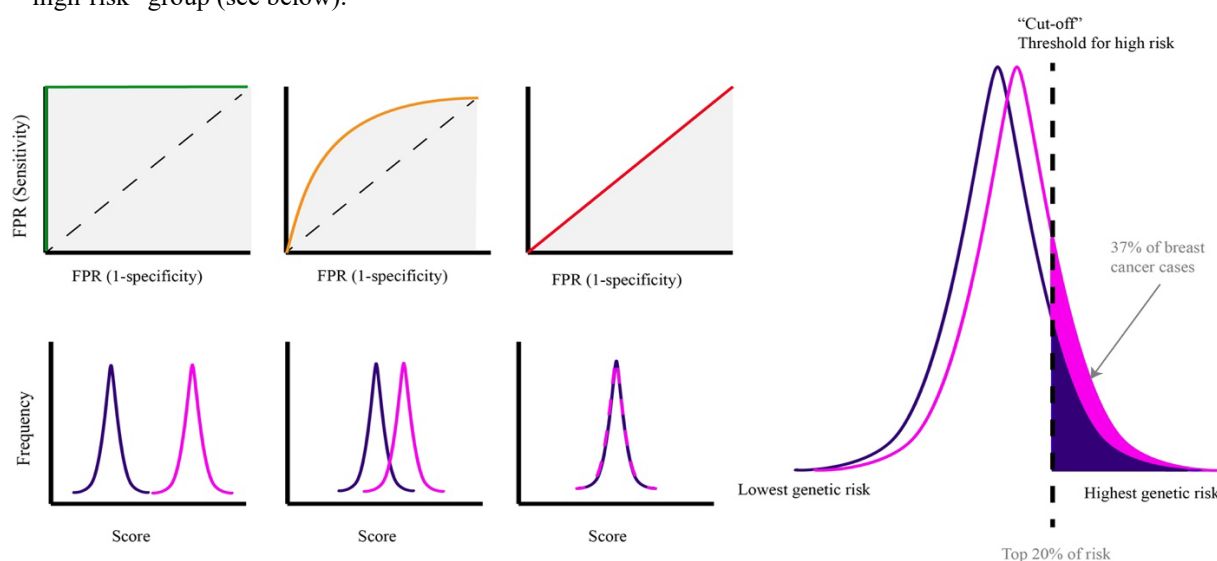 high-risk" group (see below).
"Cut-off"
Threshold for high risk
FPR (Sensitivity)
FPR (1-specificity)
FPR (1-specificity)
FPR (1-specificity)
37% of breast
cancer cases
Frequency
Score
Score
Score
Lowest genetic risk
Highest genetic risk
Top 20% of risk